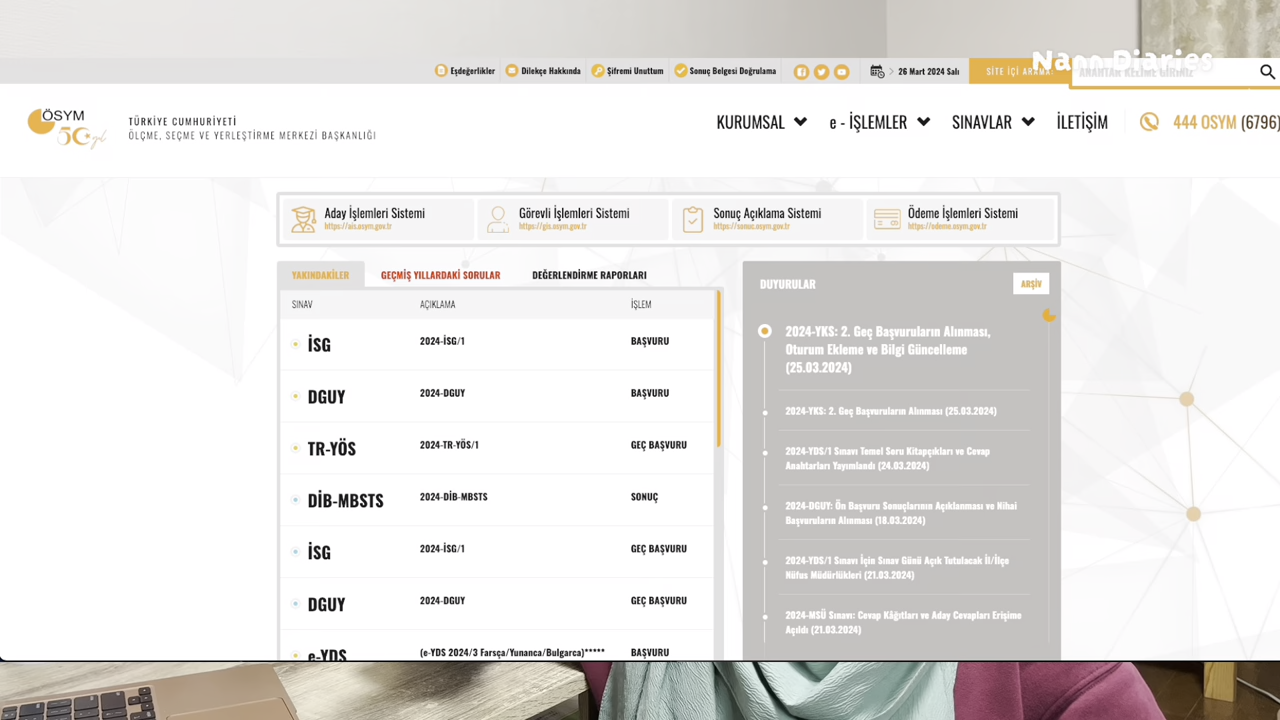 Nann Diaries
Eşdeğerlikler
Dilekçe Hakkında
Şifremi Unuttum
Sonuç Belgesi Doğrulama
26 Mart 2024 Salı
SİTE İÇİ ARAMA:
ANAHTAR KELİME GİRİNİZ
ÖSYM
50. yıl
TÜRKİYE CUMHURİYETİ
ÖLÇME, SEÇME VE YERLEŞTİRME MERKEZİ BAŞKANLIĞI
KURUMSAL
e - İŞLEMLER
SINAVLAR
İLETİŞİM
444 OSYM (6796)
Aday İşlemleri Sistemi
https://ais.osym.gov.tr
Görevli İşlemleri Sistemi
https://gis.osym.gov.tr
Sonuç Açıklama Sistemi
https://sonuc.osym.gov.tr
Ödeme İşlemleri Sistemi
https://odeme.osym.gov.tr
YAKINDAKİLER
GEÇMİŞ YILLARDAKİ SORULAR
DEĞERLENDİRME RAPORLARI
SINAV AÇIKLAMA İŞLEM
İSG 2024-İSG/1 BAŞVURU
DGUY 2024-DGUY BAŞVURU
TR-YÖS 2024-TR-YÖS/1 GEÇ BAŞVURU
DİB-MBSTS 2024-DİB-MBSTS SONUÇ
İSG 2024-İSG/1 GEÇ BAŞVURU
DGUY 2024-DGUY GEÇ BAŞVURU
e-YDS (e-YDS 2024/3 Farsça/Yunanca/Bulgarca)***** BAŞVURU
DUYURULAR
ARŞİV
2024-YKS: 2. Geç Başvuruların Alınması,
Oturum Ekleme ve Bilgi Güncelleme
(25.03.2024)
2024-YKS: 2. Geç Başvuruların Alınması (25.03.2024)
2024-YDS/1 Sınavı Temel Soru Kitapçıkları ve Cevap
Anahtarları Yayımlandı (24.03.2024)
2024-DGUY: Ön Başvuru Sonuçlarının Açıklanması ve Nihai
Başvuruların Alınması (18.03.2024)
2024-YDS/1 Sınavı İçin Sınav Günü Açık Tutulacak İl/İlçe
Nüfus Müdürlükleri (21.03.2024)
2024-MSÜ Sınavı: Cevap Kâğıtları ve Aday Cevapları Erişime
Açıldı (21.03.2024)